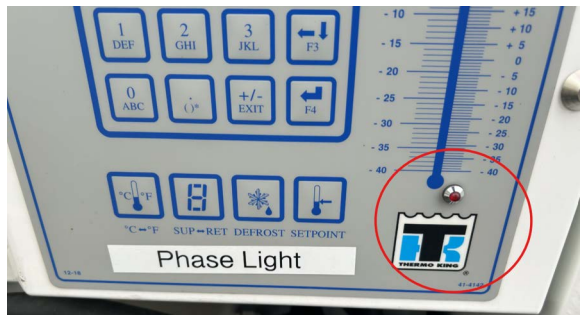 1 2 3
DEF GHI JKL F3
0 +/-
ABC ()* EXIT F4
- 10
- 15
- 20
- 25
- 30
- 35
- 40
+ 15
+ 10
+ 5
0
- 5
- 10
- 15
- 20
- 25
- 30
- 35
- 40
°C °F 8
°C ↔ °F SUP ↔ RET DEFROST SETPOINT
Phase Light
TK
THERMO KING
®
12-18